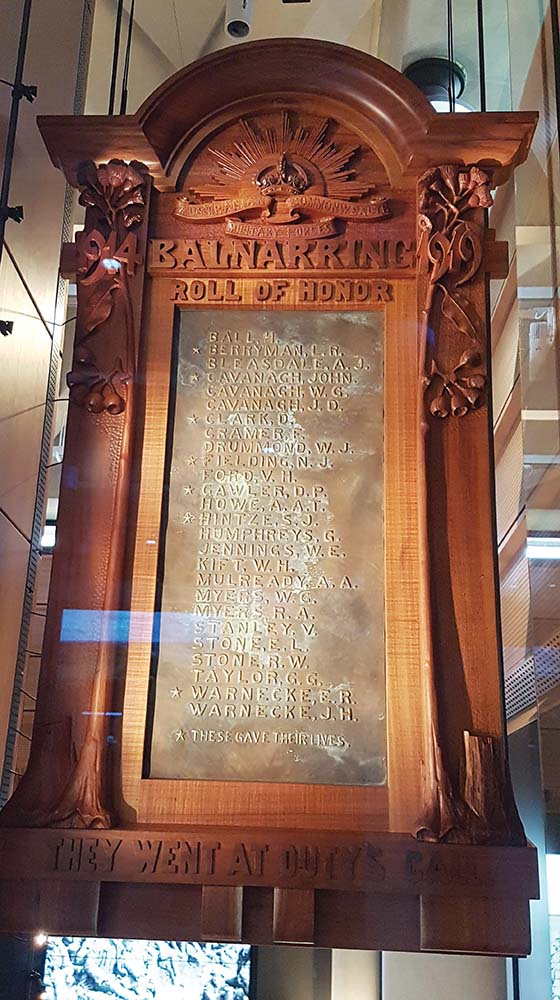 AUSTRALIAN COMMONWEALTH
MILITARY FORCES
1914 BALNARRING 1919
ROLL OF HONOR
BALL, H.
* BERRYMAN, L.R.
BLEASDALE, A.J.
* CAVANAGH, JOHN.
CAVANAGH, W.G.
CAVANAGH, J.D.
* CLARK, D.
CRAMER, F.
DRUMMOND, W.J.
* FIELDING, N.J.
FORD, V.H.
* GAWLER, D.P.
HOWE, A.A.T.
* HINTZE, S.J.
HUMPHREYS, G.
JENNINGS, W.E.
KIFT, W.H.
MULREADY, A.A.
MYERS, W.G.
MYERS, R.A.
STANLEY, V.
STONE, E.L.
STONE, R.W.
TAYLOR, G.G.
* WARNECKE, E.R.
WARNECKE, J.H.
* THESE GAVE THEIR LIVES.
THEY WENT AT DUTY'S CALL